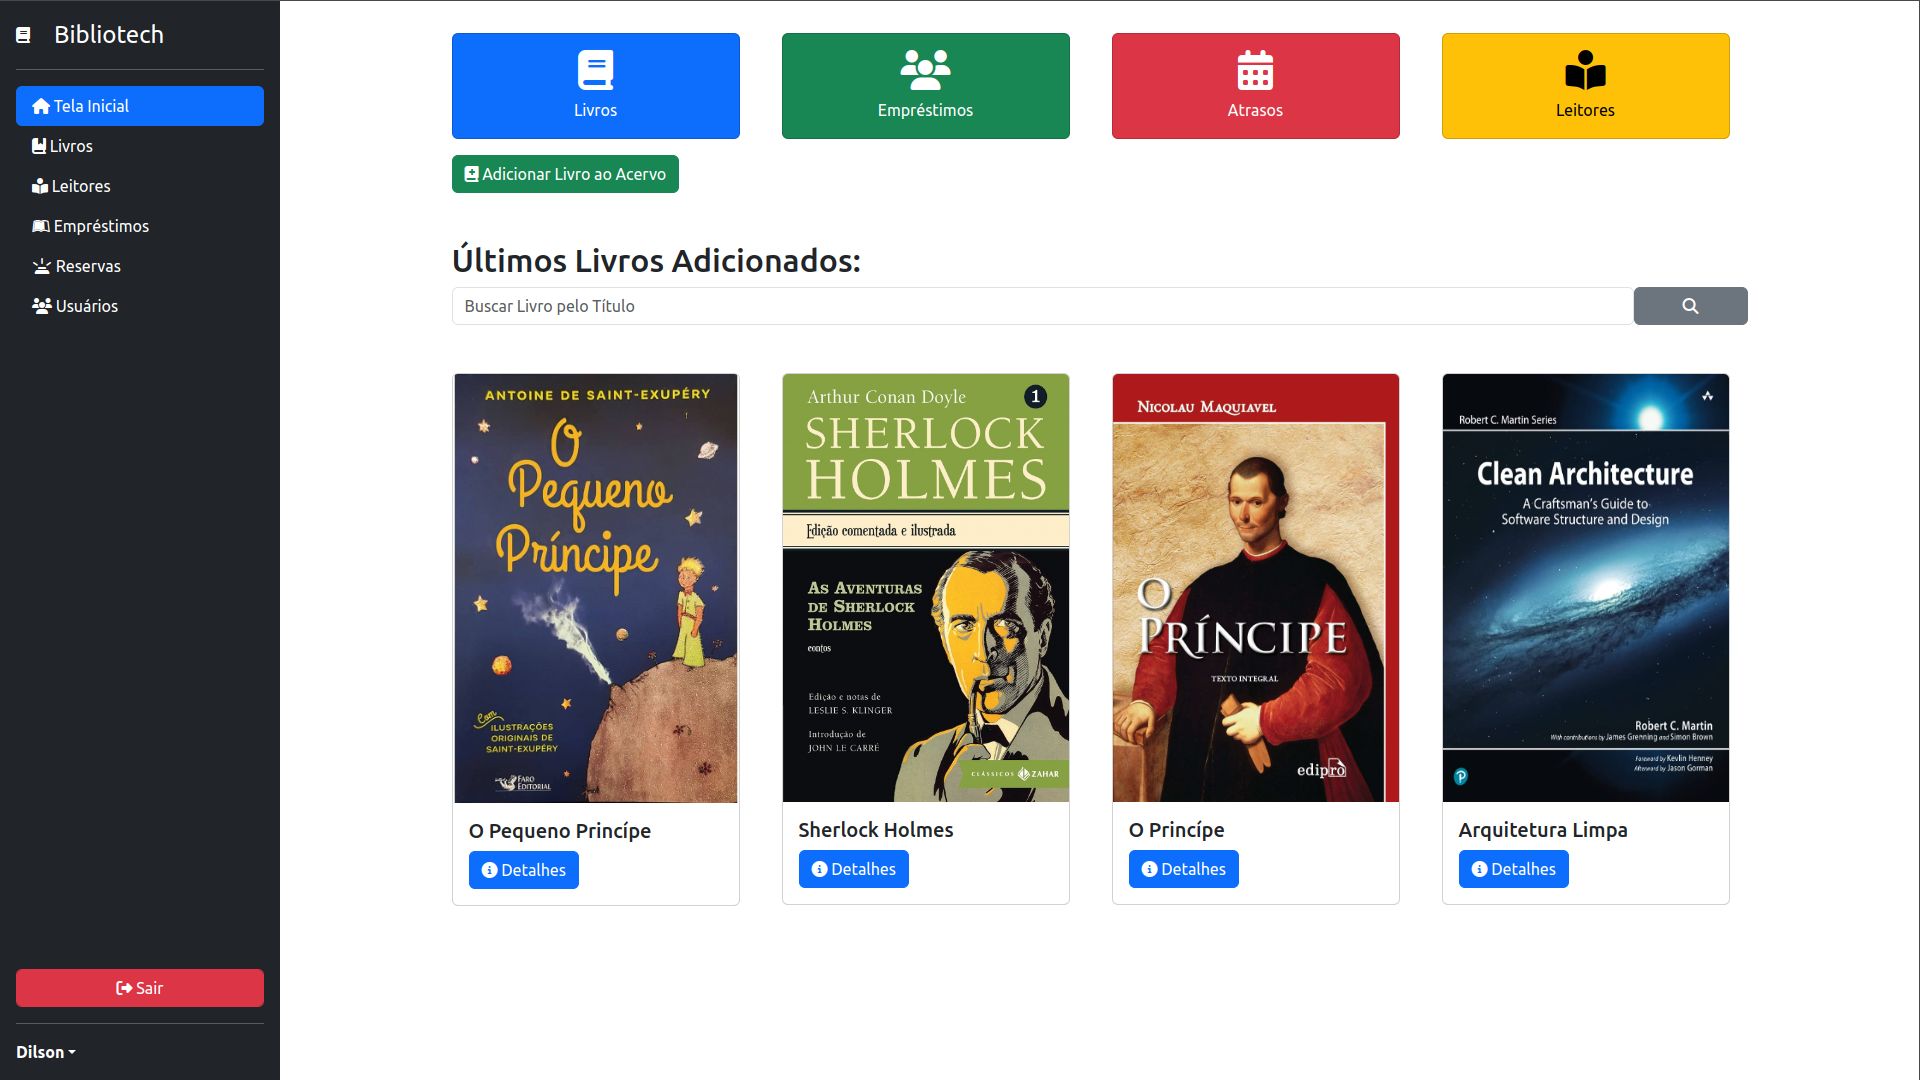 Bibliotech
Tela Inicial
Livros
Leitores
Empréstimos
Reservas
Usuários
Sair
Dilson
Livros
Empréstimos
Atrasos
Leitores
Adicionar Livro ao Acervo
Últimos Livros Adicionados:
Buscar Livro pelo Título
ANTOINE DE SAINT-EXUPÉRY
O
Pequeno
Príncipe
Com
ILUSTRAÇÕES
ORIGINAIS DE
SAINT-EXUPÉRY
FARO
EDITORIAL
O Pequeno Princípe
Detalhes
Arthur Conan Doyle
1
SHERLOCK
HOLMES
Edição comentada e ilustrada
AS AVENTURAS
DE SHERLOCK
HOLMES
contos
Edição e notas de
LESLIE S. KLINGER
Introdução de
JOHN LE CARRÉ
CLÁSSICOS ZAHAR
Sherlock Holmes
Detalhes
NICOLAU MAQUIAVEL
O
PRÍNCIPE
TEXTO INTEGRAL
edipro
O Princípe
Detalhes
Robert C. Martin Series
Clean Architecture
A Craftsman's Guide to
Software Structure and Design
Robert C. Martin
With contributions by James Grenning and Simon Brown
Foreword by Kevlin Henney
Afterword by Jason Gorman
P
Arquitetura Limpa
Detalhes